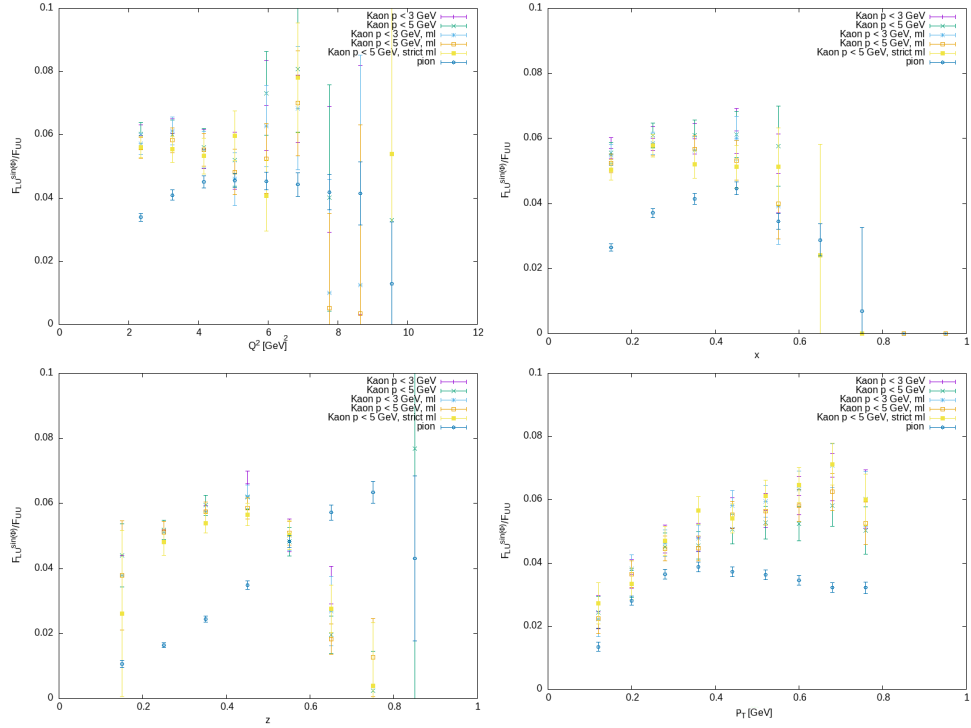 0.1
0.08
0.06
0.04
0.02
0
0 2 4 6 8 10 12
F_LU^sin(Φ)/F_UU
Q² [GeV]²
Kaon p < 3 GeV
Kaon p < 5 GeV
Kaon p < 3 GeV, ml
Kaon p < 5 GeV, ml
Kaon p < 5 GeV, strict ml
pion
0.1
0.08
0.06
0.04
0.02
0
0 0.2 0.4 0.6 0.8 1
F_LU^sin(Φ)/F_UU
x
Kaon p < 3 GeV
Kaon p < 5 GeV
Kaon p < 3 GeV, ml
Kaon p < 5 GeV, ml
Kaon p < 5 GeV, strict ml
pion
0.1
0.08
0.06
0.04
0.02
0
0 0.2 0.4 0.6 0.8 1
F_LU^sin(Φ)/F_UU
z
Kaon p < 3 GeV
Kaon p < 5 GeV
Kaon p < 3 GeV, ml
Kaon p < 5 GeV, ml
Kaon p < 5 GeV, strict ml
pion
0.1
0.08
0.06
0.04
0.02
0
0 0.2 0.4 0.6 0.8 1
F_LU^sin(Φ)/F_UU
P_T [GeV]
Kaon p < 3 GeV
Kaon p < 5 GeV
Kaon p < 3 GeV, ml
Kaon p < 5 GeV, ml
Kaon p < 5 GeV, strict ml
pion